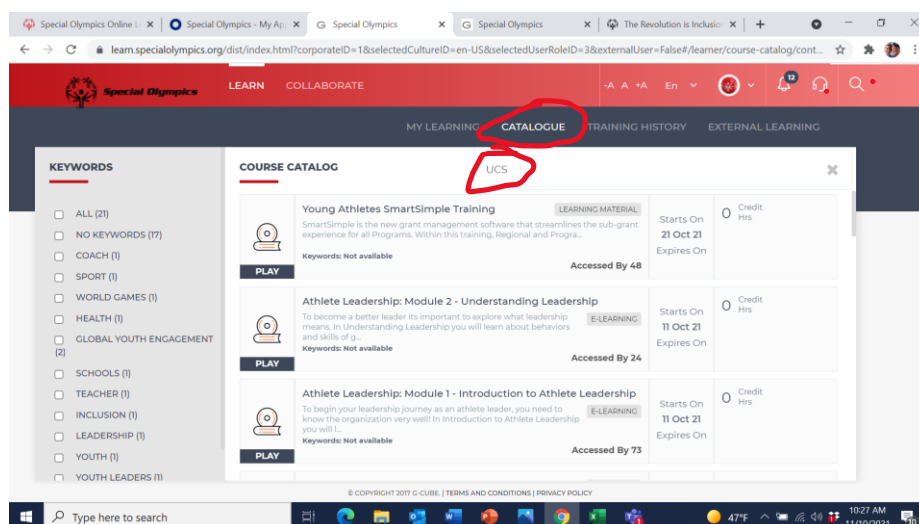 Special Olympics Online L
Special Olympics - My Ap
Special Olympics
Special Olympics
The Revolution is Inclusion
learn.specialolympics.org/dist/index.html?corporateID=1&selectedCultureID=en-US&selectedUserRoleID=3&externalUser=False#/learner/course-catalog/cont...
Special Olympics
LEARN COLLABORATE
-A A +A En
12
MY LEARNING CATALOGUE TRAINING HISTORY EXTERNAL LEARNING
KEYWORDS
ALL (21)
NO KEYWORDS (17)
COACH (1)
SPORT (1)
WORLD GAMES (1)
HEALTH (1)
GLOBAL YOUTH ENGAGEMENT
(2)
SCHOOLS (1)
TEACHER (1)
INCLUSION (1)
LEADERSHIP (1)
YOUTH (1)
YOUTH LEADERS (1)
COURSE CATALOG
UCS
PLAY
Young Athletes SmartSimple Training
LEARNING MATERIAL
SmartSimple is the new grant management software that streamlines the sub-grant
experience for all Programs. Within this training, Regional and Progra...
Keywords: Not available
Accessed By 48
Starts On
21 Oct 21
Expires On
0 Credit
Hrs
PLAY
Athlete Leadership: Module 2 - Understanding Leadership
To become a better leader its important to explore what leadership
means. In Understanding Leadership you will learn about behaviors
and skills of g...
E-LEARNING
Keywords: Not available
Accessed By 24
Starts On
11 Oct 21
Expires On
0 Credit
Hrs
PLAY
Athlete Leadership: Module 1 - Introduction to Athlete Leadership
To begin your leadership journey as an athlete leader, you need to
know the organization very well! In Introduction to Athlete Leadership
you will l...
E-LEARNING
Keywords: Not available
Accessed By 73
Starts On
11 Oct 21
Expires On
0 Credit
Hrs
© COPYRIGHT 2017 G-CUBE. | TERMS AND CONDITIONS | PRIVACY POLICY
Type here to search
47°F
10:27 AM
11/10/2021